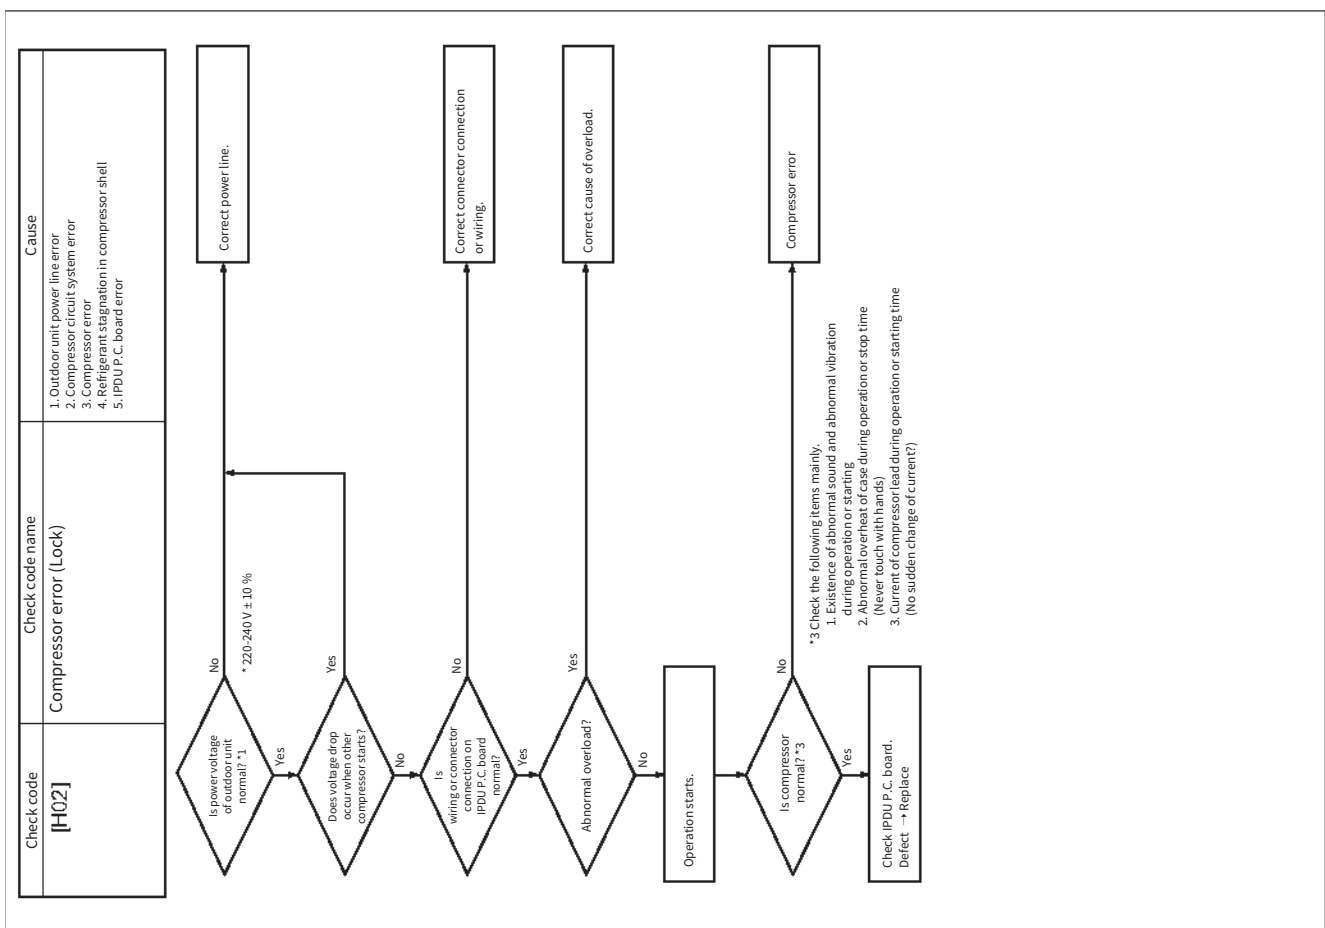 Check code
Check code name
Cause
[H02]
Compressor error (Lock)
1. Outdoor unit power line error
2. Compressor circuit system error
3. Compressor error
4. Refrigerant stagnation in compressor shell
5. IPDU P.C. board error
Is power voltage
of outdoor unit
normal? *1
No
* 220-240 V ± 10 %
Correct power line.
Yes
Does voltage drop
occur when other
compressor starts?
Yes
No
Is
wiring or connector
connection on
IPDU P.C. board
normal?
No
Correct connector connection
or wiring.
Yes
Abnormal overload?
Yes
Correct cause of overload.
No
Operation starts.
Is compressor
normal? *3
No
Compressor error
*3 Check the following items mainly.
1. Existence of abnormal sound and abnormal vibration
during operation or starting
2. Abnormal overheat of case during operation or stop time
(Never touch with hands)
3. Current of compressor lead during operation or starting time
(No sudden change of current?)
Yes
Check IPDU P.C. board.
Defect → Replace